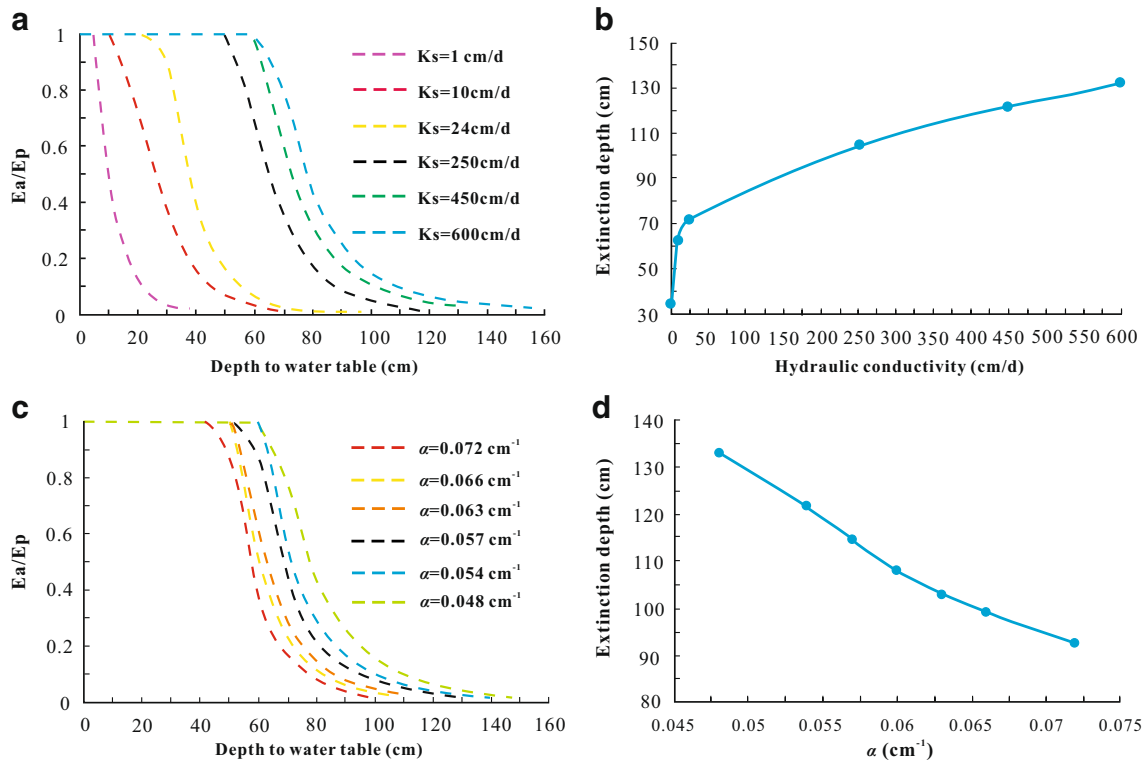 a
1
0.8
0.6
0.4
0.2
0
Ea/Ep
0 20 40 60 80 100 120 140 160
Depth to water table (cm)
Ks=1 cm/d
Ks=10cm/d
Ks=24cm/d
Ks=250cm/d
Ks=450cm/d
Ks=600cm/d
b
150
130
110
90
70
50
30
Extinction depth (cm)
0 50 100 150 200 250 300 350 400 450 500 550 600
Hydraulic conductivity (cm/d)
c
1
0.8
0.6
0.4
0.2
0
Ea/Ep
0 20 40 60 80 100 120 140 160
Depth to water table (cm)
α=0.072 cm⁻¹
α=0.066 cm⁻¹
α=0.063 cm⁻¹
α=0.057 cm⁻¹
α=0.054 cm⁻¹
α=0.048 cm⁻¹
d
140
130
120
110
100
90
80
Extinction depth (cm)
0.045 0.05 0.055 0.06 0.065 0.07 0.075
α (cm⁻¹)